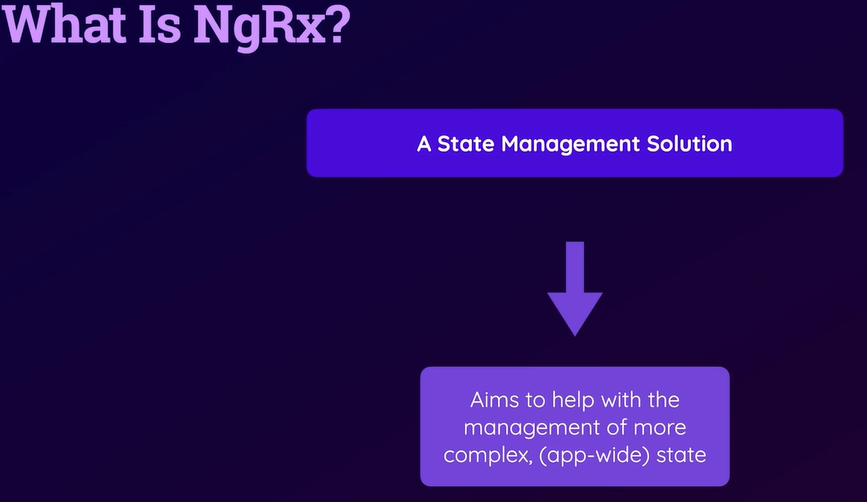 What Is NgRx?
A State Management Solution
Aims to help with the
management of more
complex, (app-wide) state